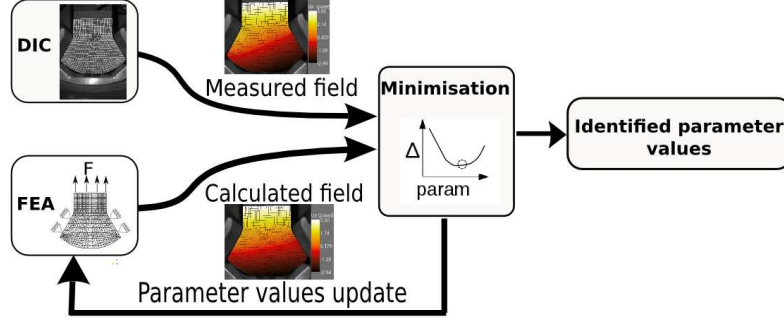 DIC
Measured field
FEA
F
Calculated field
Minimisation
Δ
param
Identified parameter
values
Parameter values update